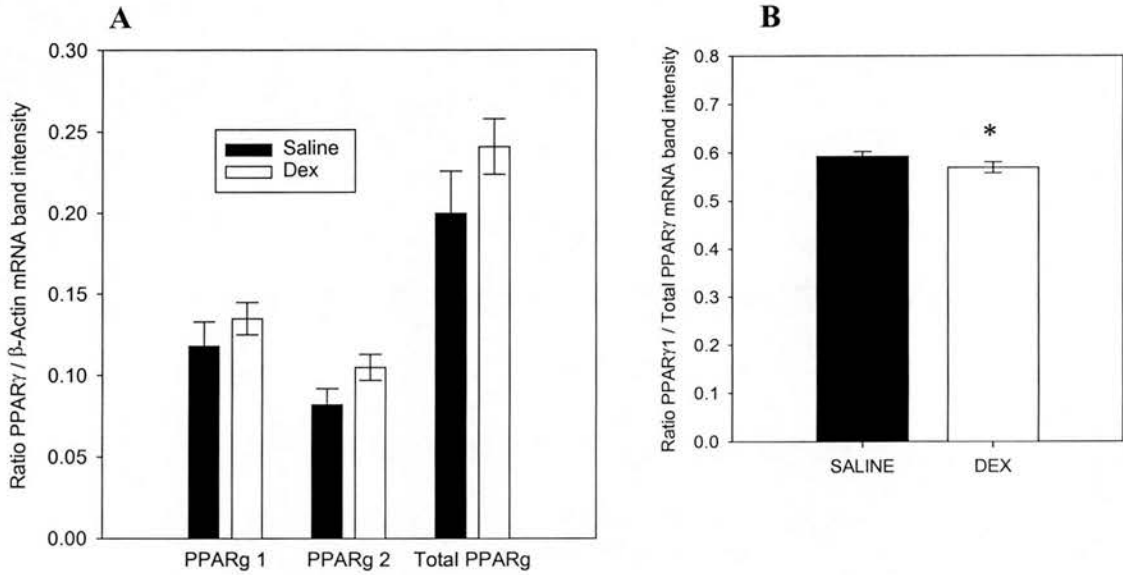 A
Ratio PPARγ / β-Actin mRNA band intensity
0.30
0.25
0.20
0.15
0.10
0.05
0.00
Saline
Dex
PPARg 1 PPARg 2 Total PPARg
B
Ratio PPARγ1 / Total PPARγ mRNA band intensity
0.8
0.7
0.6
0.5
0.4
0.3
0.2
0.1
0.0
*
SALINE DEX